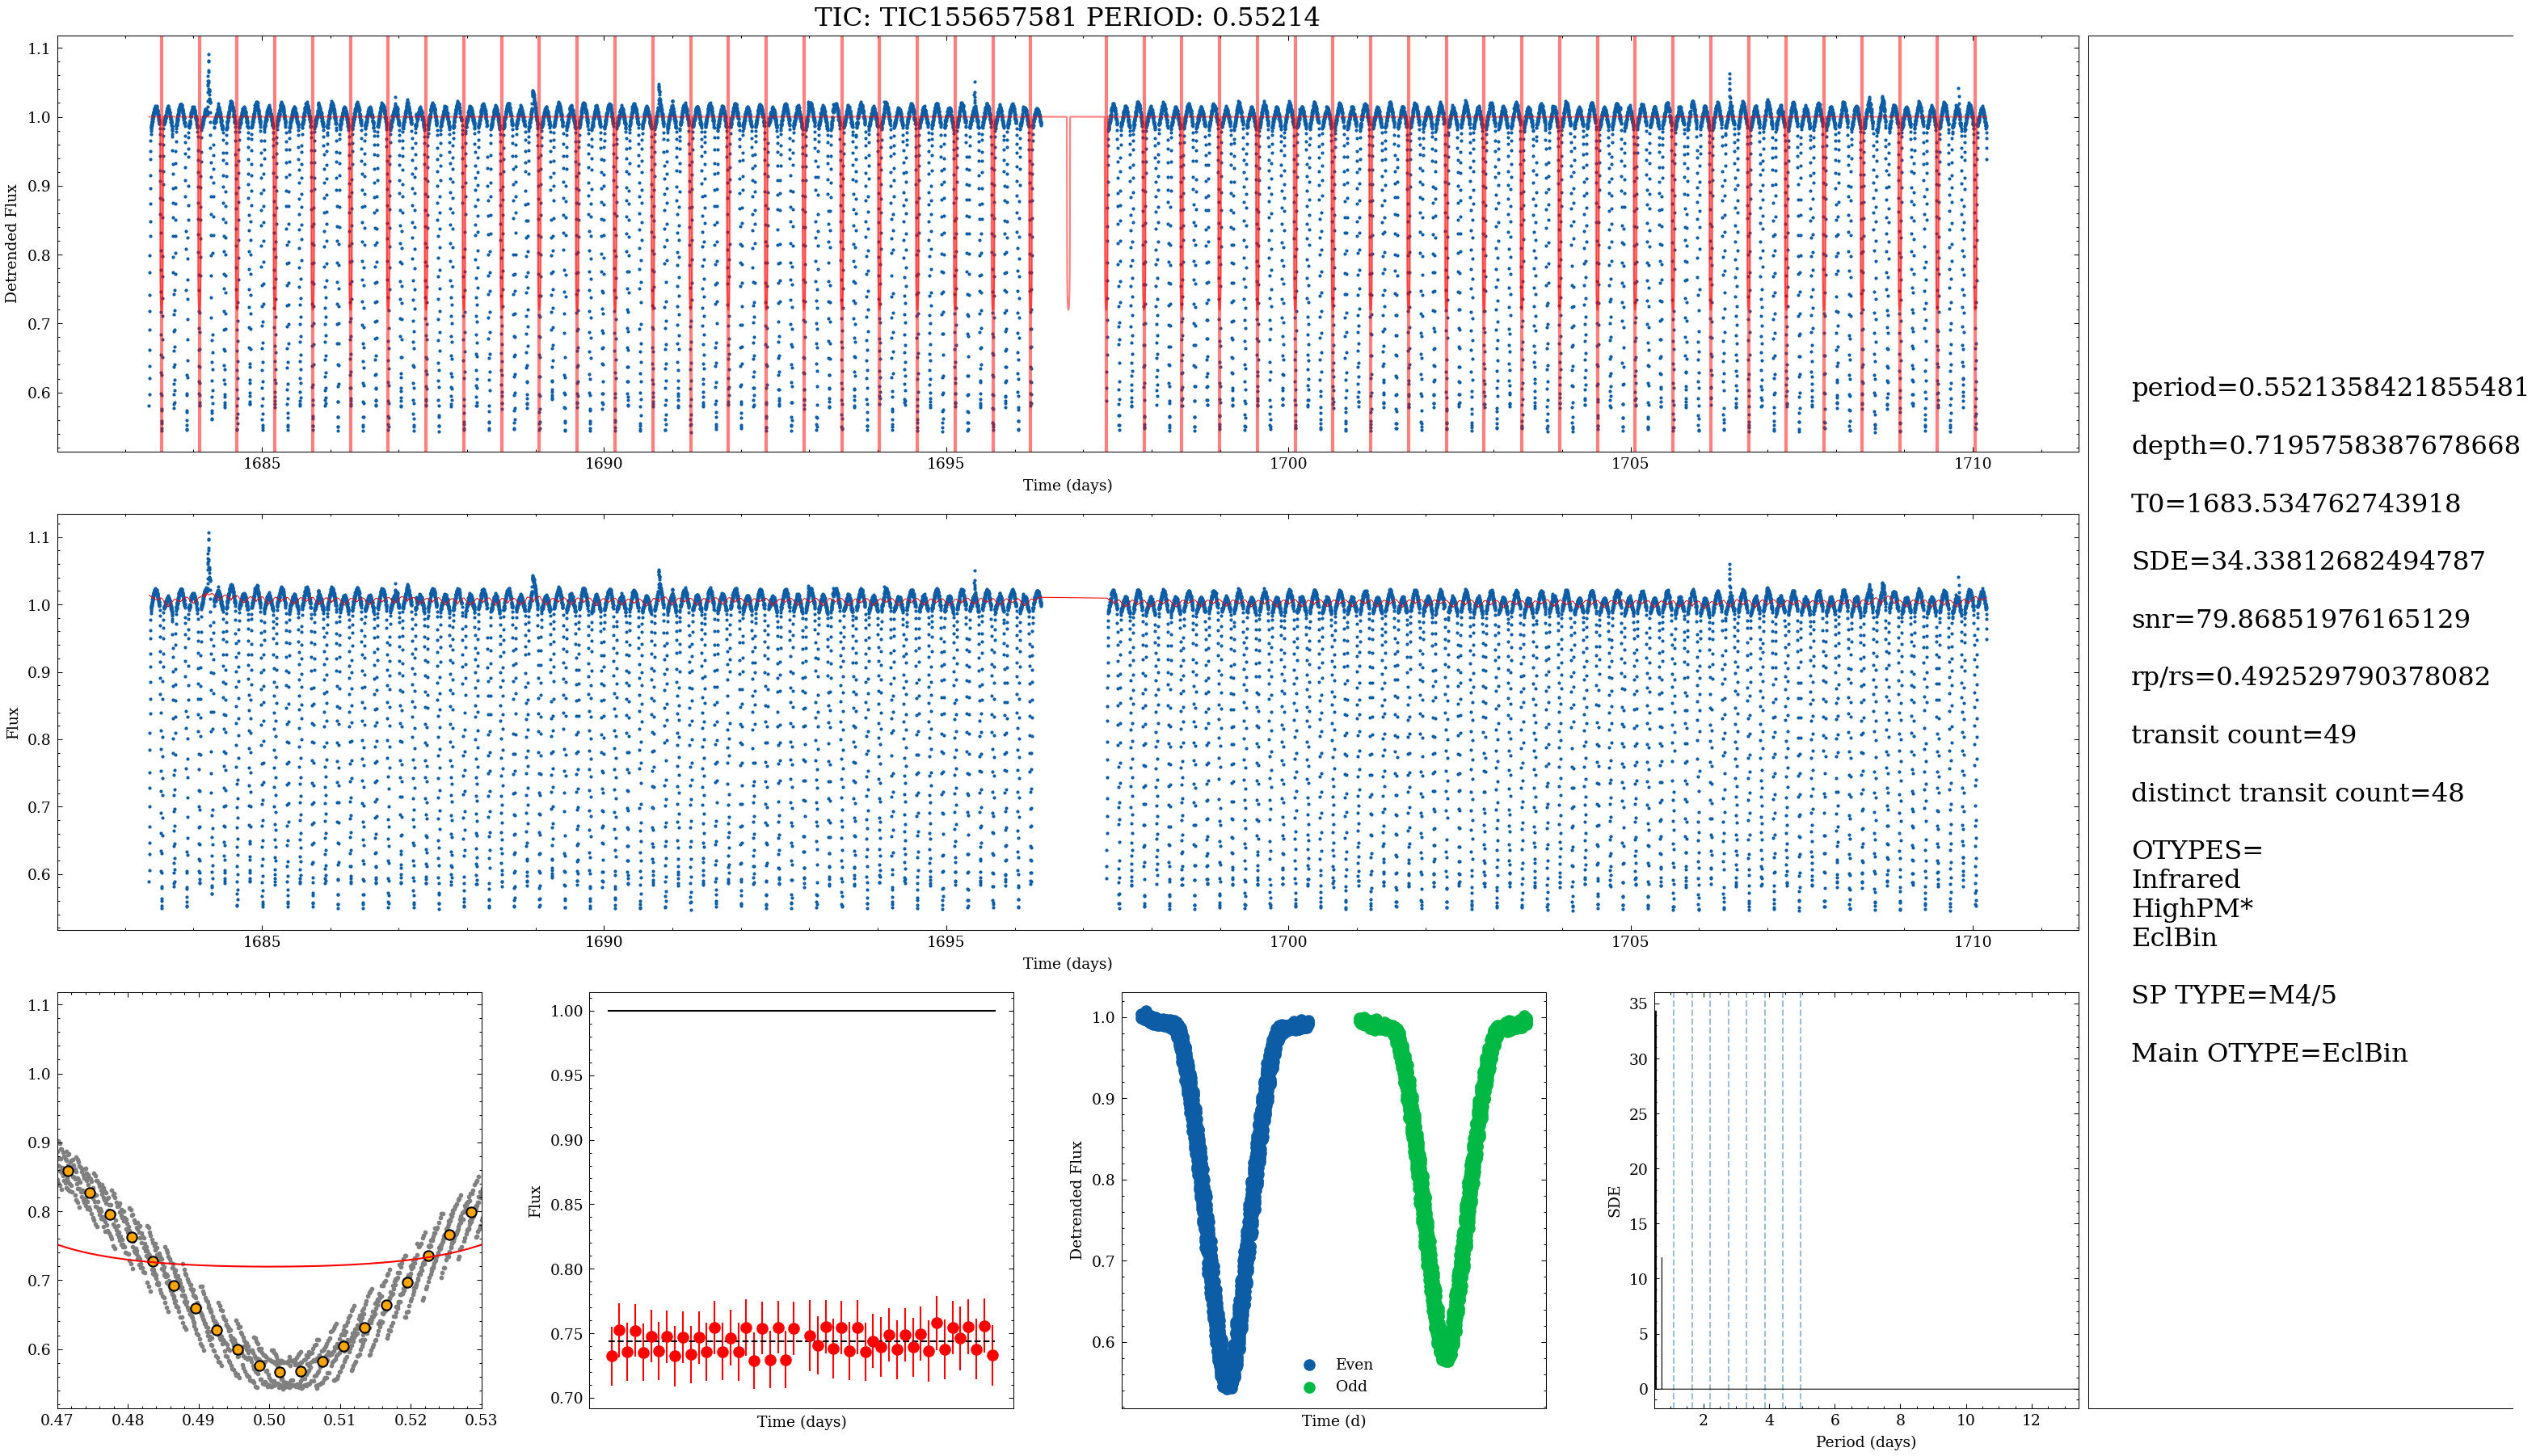 TIC: TIC155657581 PERIOD: 0.55214
1.1
1.0
0.9
0.8
0.7
0.6
Detrended Flux
1685
1690
1695
1700
1705
1710
Time (days)
1.1
1.0
0.9
0.8
0.7
0.6
Flux
1685
1690
1695
1700
1705
1710
Time (days)
1.1
1.0
0.9
0.8
0.7
0.6
0.47
0.48
0.49
0.50
0.51
0.52
0.53
1.00
0.95
0.90
0.85
0.80
0.75
0.70
Flux
Time (days)
1.0
0.9
0.8
0.7
0.6
Detrended Flux
Even
Odd
Time (d)
35
30
25
20
15
10
5
0
SDE
2
4
6
8
10
12
Period (days)
period=0.5521358421855481
depth=0.7195758387678668
T0=1683.534762743918
SDE=34.33812682494787
snr=79.86851976165129
rp/rs=0.492529790378082
transit count=49
distinct transit count=48
OTYPES=
Infrared
HighPM*
EclBin
SP TYPE=M4/5
Main OTYPE=EclBin